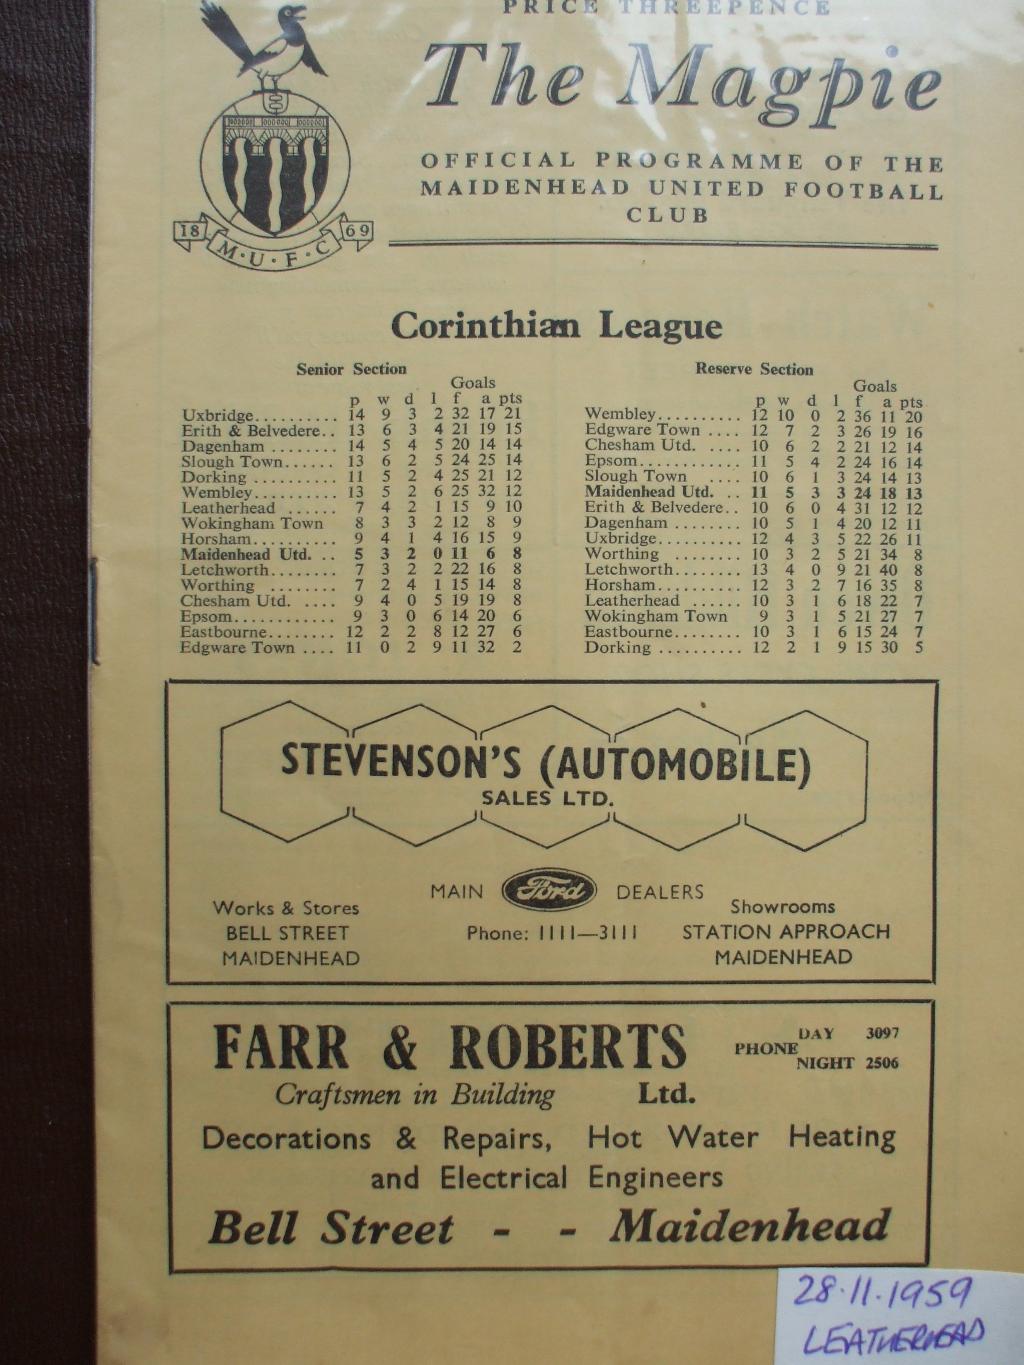 PRICE THREEPENCE
The Magpie
OFFICIAL PROGRAMME OF THE
MAIDENHEAD UNITED FOOTBALL
CLUB
18 69
M·U·F·C
Corinthian League
Senior Section
Goals
p w d l f a pts
Uxbridge.......... 14 9 3 2 32 17 21
Erith & Belvedere.. 13 6 3 4 21 19 15
Dagenham ........ 14 5 4 5 20 14 14
Slough Town...... 13 6 2 5 24 25 14
Dorking .......... 11 5 2 4 25 21 12
Wembley.......... 13 5 2 6 25 32 12
Leatherhead ...... 7 4 2 1 15 9 10
Wokingham Town 8 3 3 2 12 8 9
Horsham.......... 9 4 1 4 16 15 9
Maidenhead Utd. .. 5 3 2 0 11 6 8
Letchworth........ 7 3 2 2 22 16 8
Worthing ........ 7 2 4 1 15 14 8
Chesham Utd. .... 9 4 0 5 19 19 8
Epsom............ 9 3 0 6 14 20 6
Eastbourne........ 12 2 2 8 12 27 6
Edgware Town .... 11 0 2 9 11 32 2
Reserve Section
Goals
p w d l f a pts
Wembley.......... 12 10 0 2 36 11 20
Edgware Town .... 12 7 2 3 26 19 16
Chesham Utd. .... 10 6 2 2 21 12 14
Epsom............ 11 5 4 2 24 16 14
Slough Town ..... 10 6 1 3 24 14 13
Maidenhead Utd. .. 11 5 3 3 24 18 13
Erith & Belvedere.. 10 6 0 4 31 12 12
Dagenham ........ 10 5 1 4 20 12 11
Uxbridge.......... 12 4 3 5 22 26 11
Worthing ........ 10 3 2 5 21 34 8
Letchworth........ 13 4 0 9 21 40 8
Horsham.......... 12 3 2 7 16 35 8
Leatherhead ...... 10 3 1 6 18 22 7
Wokingham Town 9 3 1 5 21 27 7
Eastbourne........ 10 3 1 6 15 24 7
Dorking .......... 12 2 1 9 15 30 5
STEVENSON'S (AUTOMOBILE)
SALES LTD.
MAIN Ford DEALERS
Works & Stores
BELL STREET
MAIDENHEAD
Phone: 1111—3111
Showrooms
STATION APPROACH
MAIDENHEAD
FARR & ROBERTS
Ltd.
PHONE DAY 3097
NIGHT 2506
Craftsmen in Building
Decorations & Repairs, Hot Water Heating
and Electrical Engineers
Bell Street - - Maidenhead
28·11·1959
LEATHERHEAD